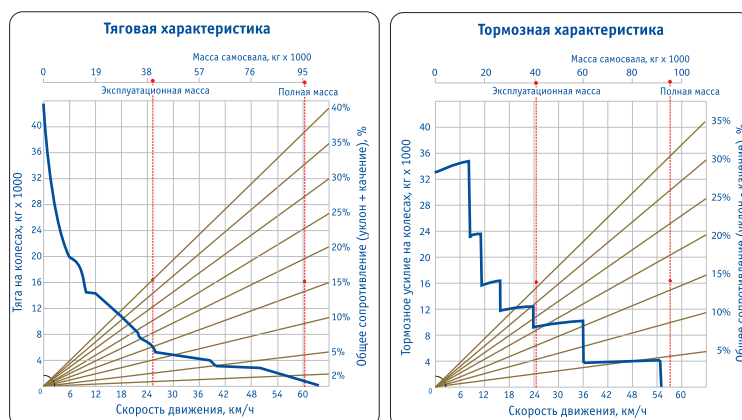 Тяговая характеристика
Масса самосвала, кг x 1000
0 19 38 57 76 95
Эксплуатационная масса
Полная масса
40%
35%
30%
25%
20%
15%
10%
5%
2%
40
36
32
28
24
20
16
12
8
4
0
6 12 18 24 30 36 42 48 54 60
Тяга на колесах, кг x 1000
Общее сопротивление (уклон + качение), %
Скорость движения, км/ч
Тормозная характеристика
Масса самосвала, кг x 1000
0 20 40 60 80 100
Эксплуатационная масса
Полная масса
35%
30%
25%
20%
15%
10%
5%
40
36
32
28
24
20
16
12
8
4
0
6 12 18 24 30 36 42 48 54 60
Тормозное усилие на колесах, кг x 1000
Общее сопротивление (уклон + качение), %
Скорость движения, км/ч